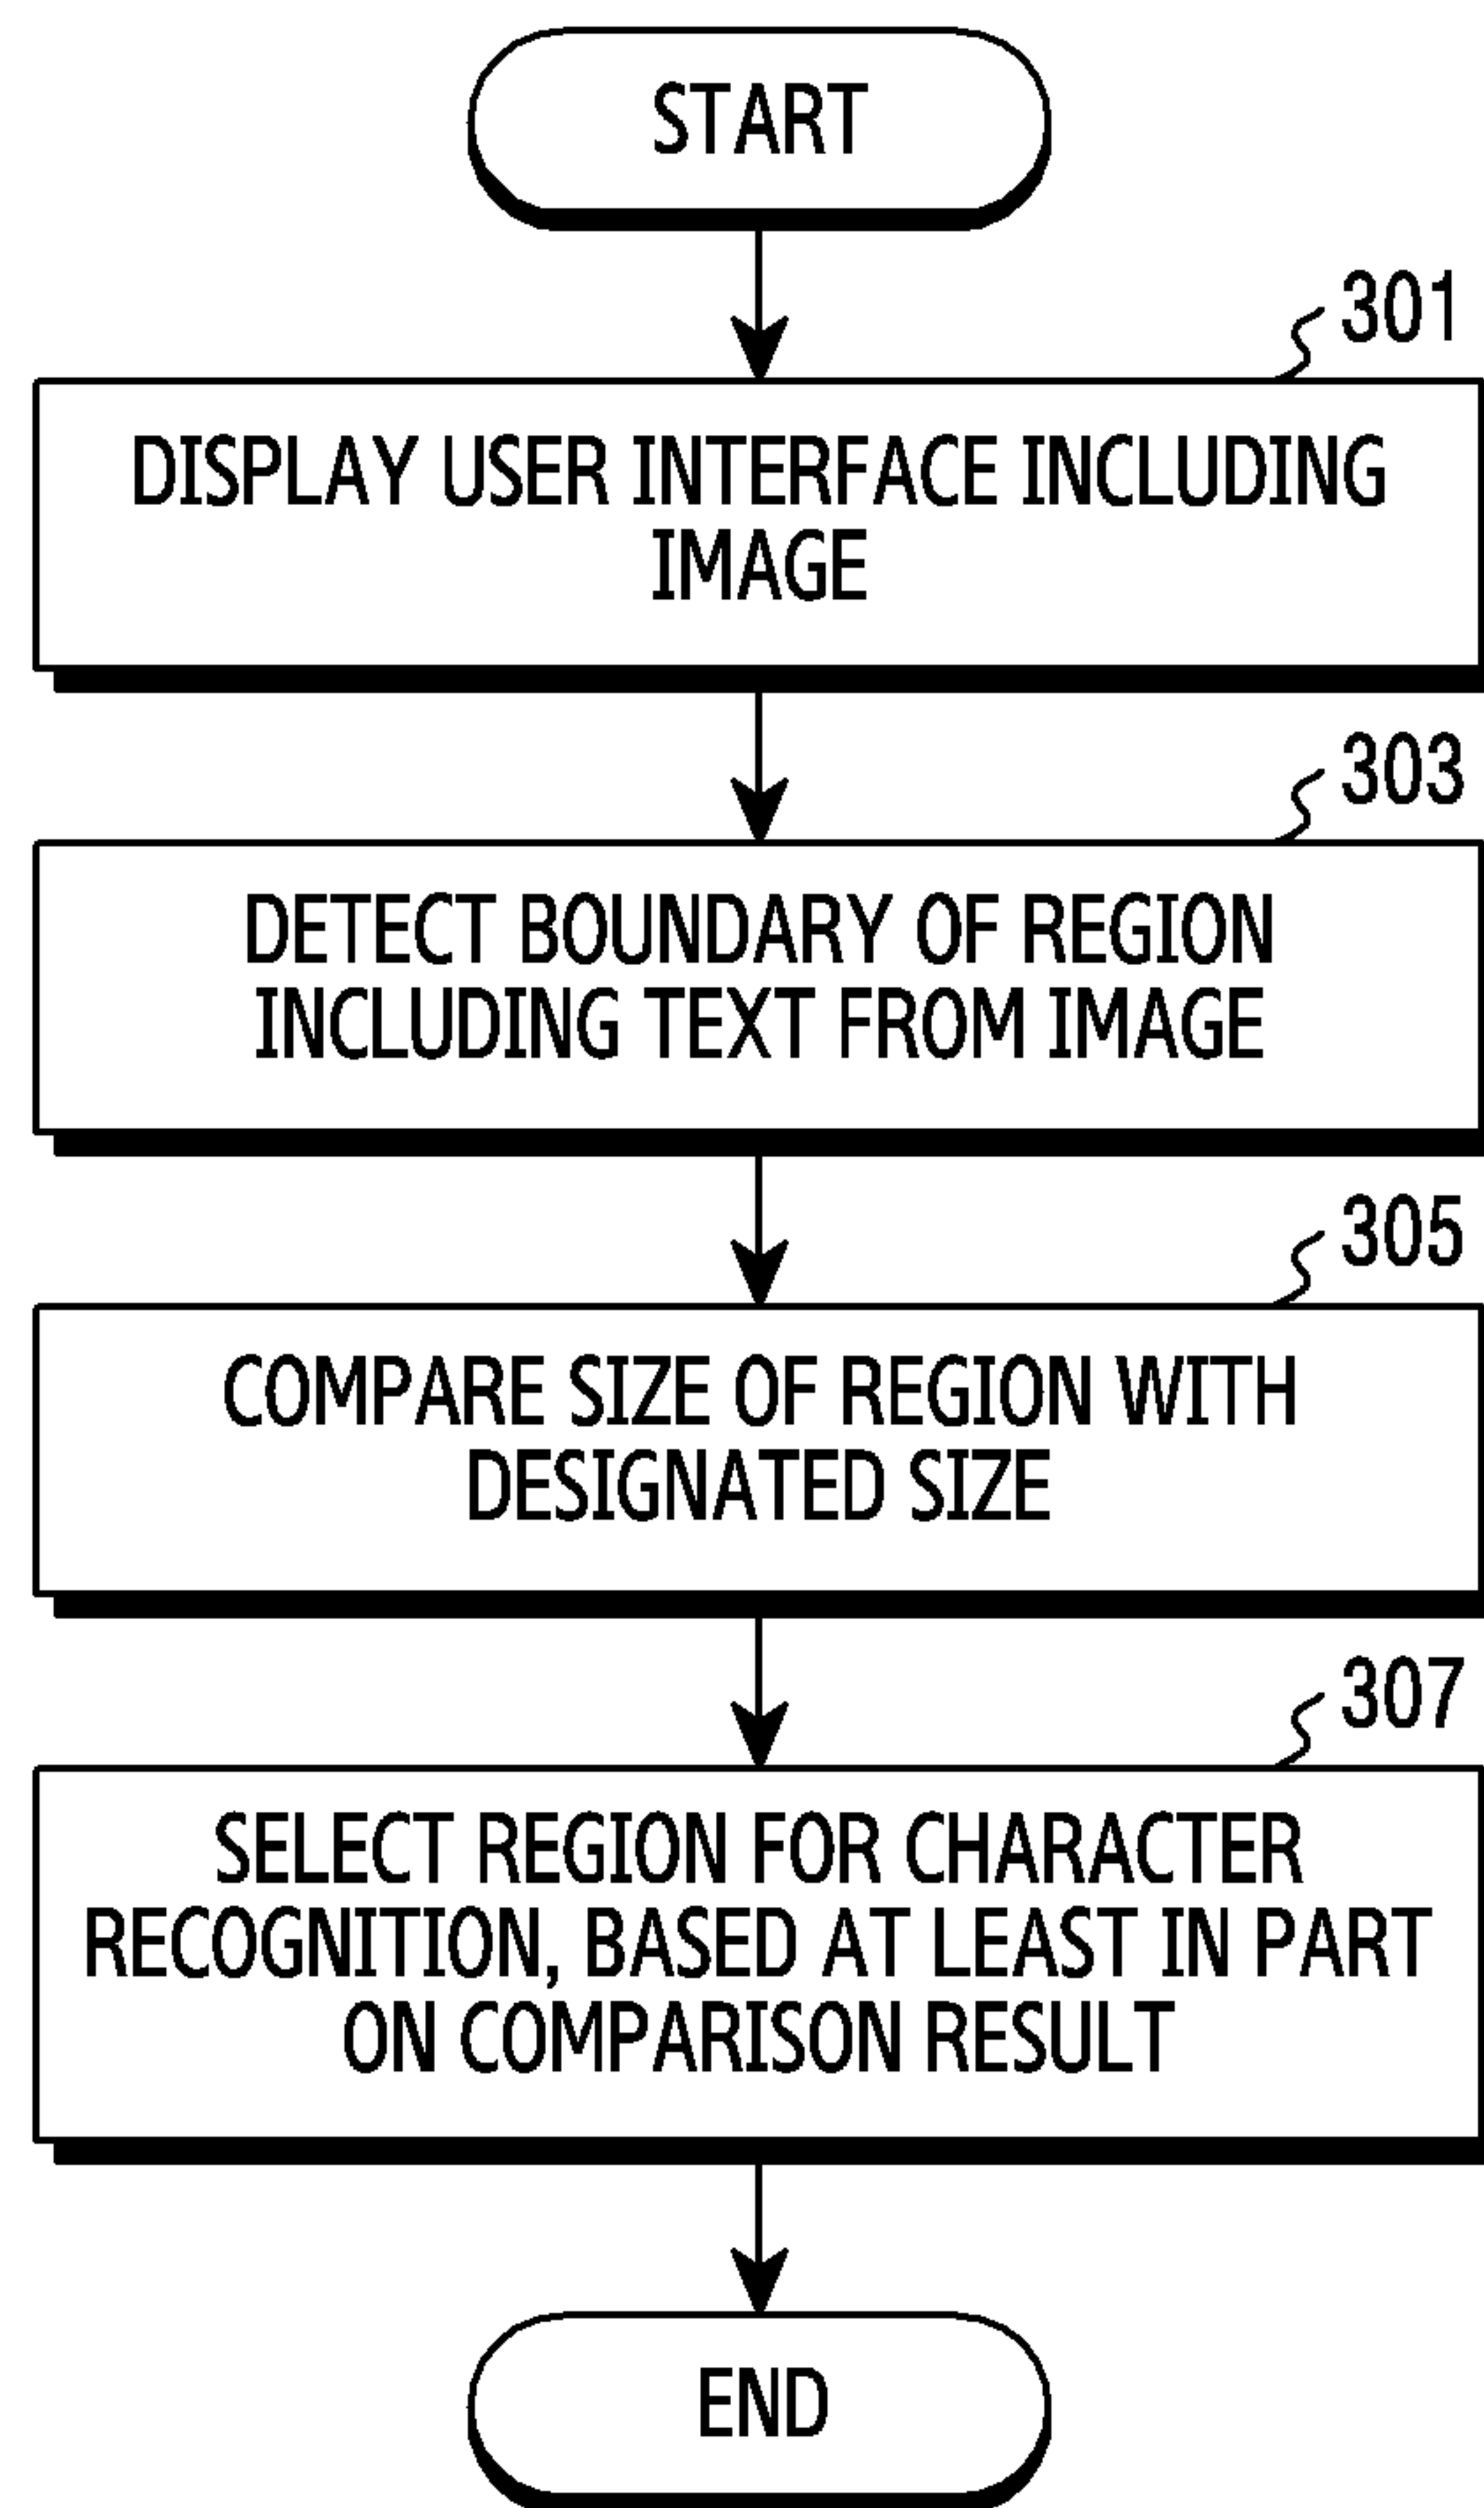 START
301
DISPLAY USER INTERFACE INCLUDING
IMAGE
303
DETECT BOUNDARY OF REGION
INCLUDING TEXT FROM IMAGE
305
COMPARE SIZE OF REGION WITH
DESIGNATED SIZE
307
SELECT REGION FOR CHARACTER
RECOGNITION, BASED AT LEAST IN PART
ON COMPARISON RESULT
END